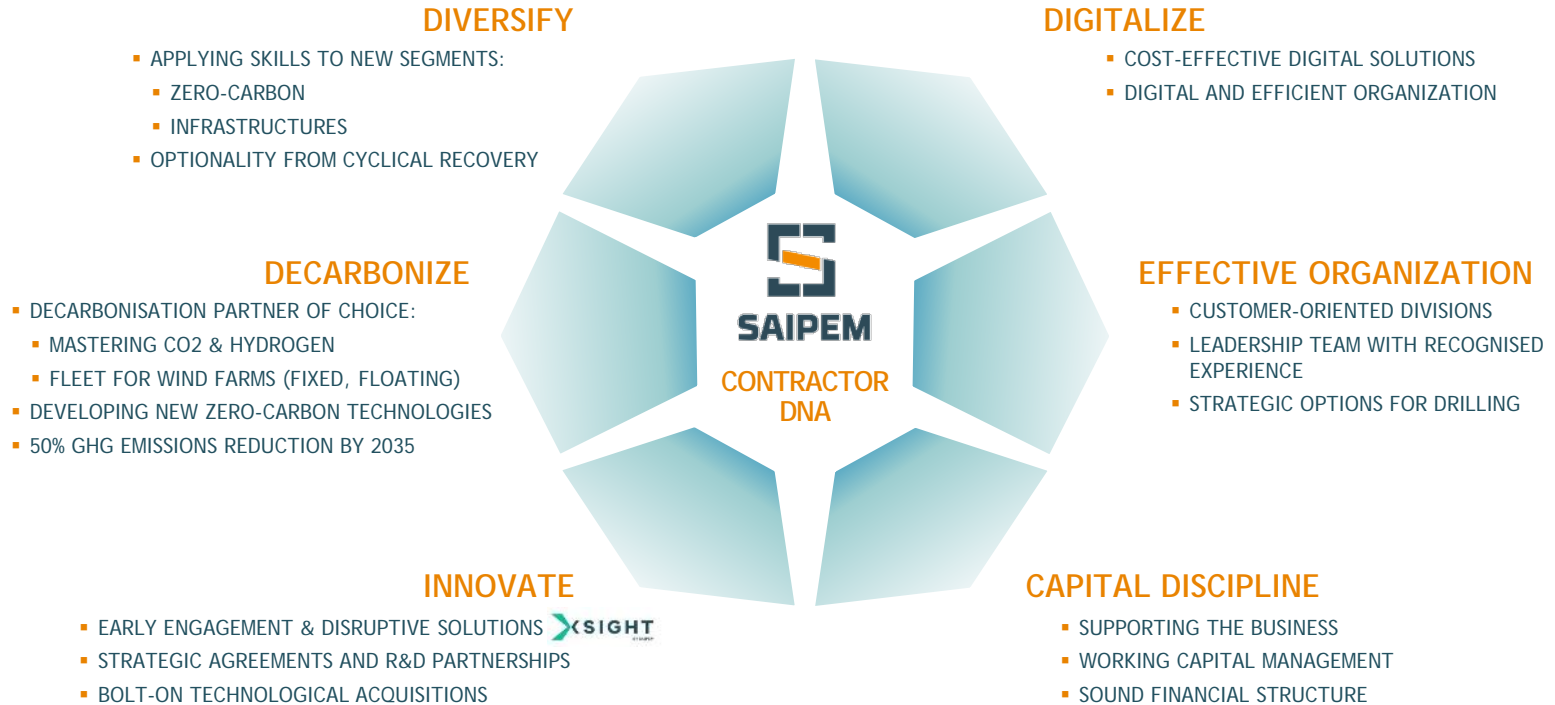 DIVERSIFY
▪ APPLYING SKILLS TO NEW SEGMENTS:
▪ ZERO-CARBON
▪ INFRASTRUCTURES
▪ OPTIONALITY FROM CYCLICAL RECOVERY
DIGITALIZE
▪ COST-EFFECTIVE DIGITAL SOLUTIONS
▪ DIGITAL AND EFFICIENT ORGANIZATION
DECARBONIZE
▪ DECARBONISATION PARTNER OF CHOICE:
▪ MASTERING CO2 & HYDROGEN
▪ FLEET FOR WIND FARMS (FIXED, FLOATING)
▪ DEVELOPING NEW ZERO-CARBON TECHNOLOGIES
▪ 50% GHG EMISSIONS REDUCTION BY 2035
SAIPEM
CONTRACTOR
DNA
EFFECTIVE ORGANIZATION
▪ CUSTOMER-ORIENTED DIVISIONS
▪ LEADERSHIP TEAM WITH RECOGNISED
EXPERIENCE
▪ STRATEGIC OPTIONS FOR DRILLING
INNOVATE
▪ EARLY ENGAGEMENT & DISRUPTIVE SOLUTIONS XSIGHT
▪ STRATEGIC AGREEMENTS AND R&D PARTNERSHIPS
▪ BOLT-ON TECHNOLOGICAL ACQUISITIONS
CAPITAL DISCIPLINE
▪ SUPPORTING THE BUSINESS
▪ WORKING CAPITAL MANAGEMENT
▪ SOUND FINANCIAL STRUCTURE